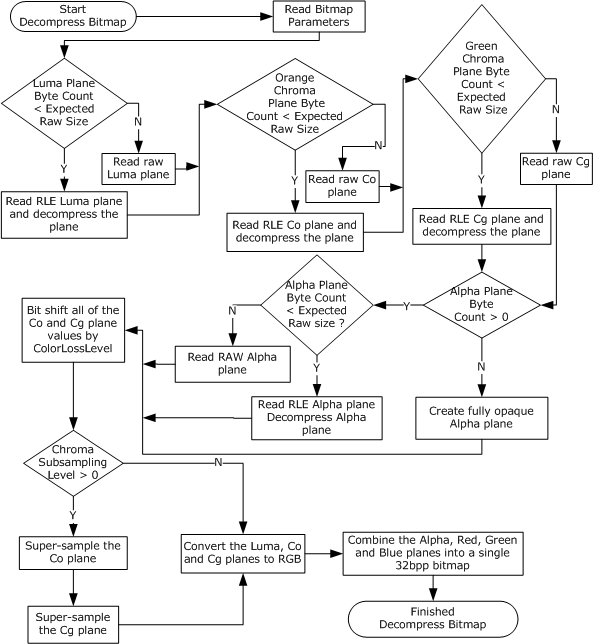 Start
Decompress Bitmap
Read Bitmap
Parameters
Luma Plane
Byte Count
< Expected
Raw Size
N
Read raw
Luma plane
Y
Read RLE Luma plane
and decompress the
plane
Orange
Chroma
Plane Byte
Count < Expected
Raw Size
N
Read raw Co
plane
Y
Read RLE Co plane and
decompress the plane
Green
Chroma
Plane Byte
Count <
Expected
Raw Size
N
Read raw Cg
plane
Y
Read RLE Cg plane and
decompress the plane
Alpha Plane
Byte
Count > 0
Y
N
Create fully opaque
Alpha plane
Alpha Plane
Byte Count
< Expected
Raw size ?
N
Read RAW Alpha
plane
Y
Read RLE Alpha plane
Decompress Alpha
plane
Bit shift all of the
Co and Cg plane
values by
ColorLossLevel
Chroma
Subsampling
Level > 0
N
Y
Super-sample the
Co plane
Super-sample
the Cg plane
Convert the Luma, Co
and Cg planes to RGB
Combine the Alpha, Red, Green
and Blue planes into a single
32bpp bitmap
Finished
Decompress Bitmap